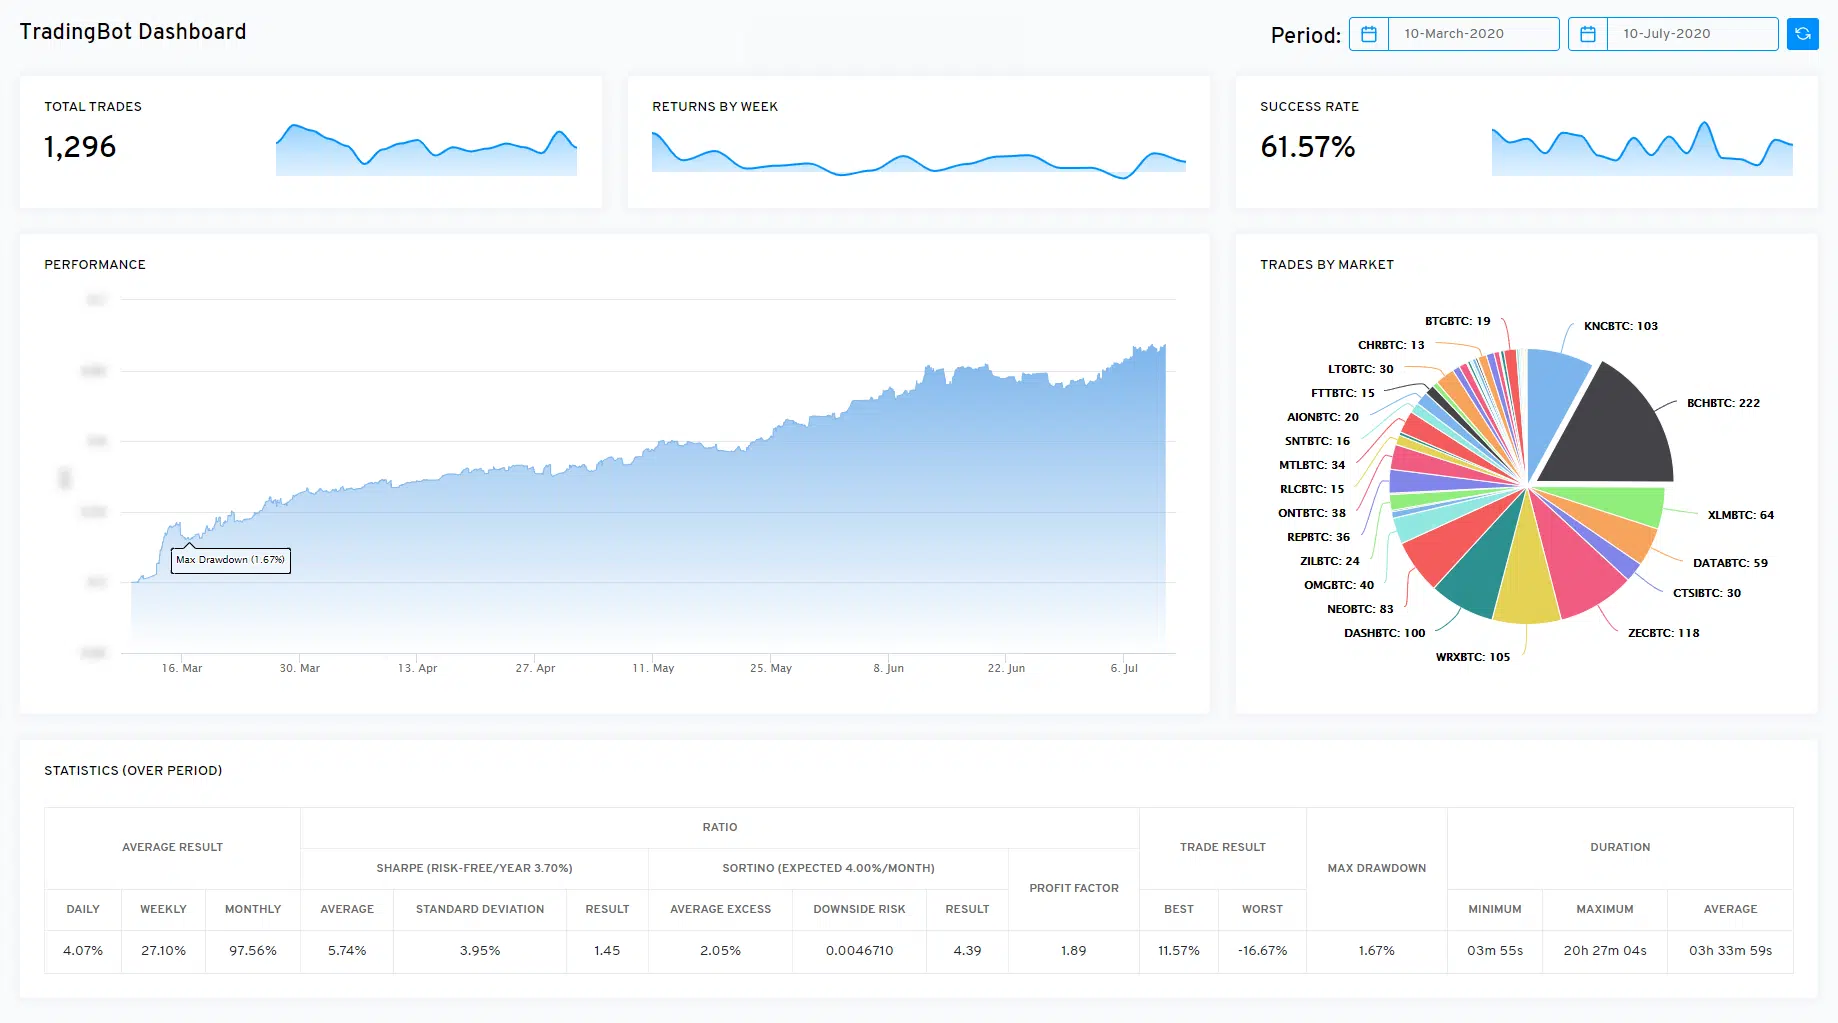 TradingBot Dashboard
Period: 10-March-2020 10-July-2020
TOTAL TRADES
1,296
RETURNS BY WEEK
SUCCESS RATE
61.57%
PERFORMANCE
Max Drawdown (1.67%)
16. Mar 30. Mar 13. Apr 27. Apr 11. May 25. May 8. Jun 22. Jun 6. Jul
TRADES BY MARKET
BTGBTC: 19
KNCBTC: 103
CHRBTC: 13
LTOBTC: 30
FTTBTC: 15
BCHBTC: 222
AIONBTC: 20
SNTBTC: 16
MTLBTC: 34
RLCBTC: 15
ONTBTC: 38
XLMBTC: 64
REPBTC: 36
ZILBTC: 24
DATABTC: 59
OMGBTC: 40
CTSIBTC: 30
NEOBTC: 83
DASHBTC: 100
ZECBTC: 118
WRXBTC: 105
STATISTICS (OVER PERIOD)
AVERAGE RESULT RATIO TRADE RESULT MAX DRAWDOWN DURATION
SHARPE (RISK-FREE/YEAR 3.70%) SORTINO (EXPECTED 4.00%/MONTH) PROFIT FACTOR
DAILY WEEKLY MONTHLY AVERAGE STANDARD DEVIATION RESULT AVERAGE EXCESS DOWNSIDE RISK RESULT BEST WORST MINIMUM MAXIMUM AVERAGE
4.07% 27.10% 97.56% 5.74% 3.95% 1.45 2.05% 0.0046710 4.39 1.89 11.57% -16.67% 1.67% 03m 55s 20h 27m 04s 03h 33m 59s